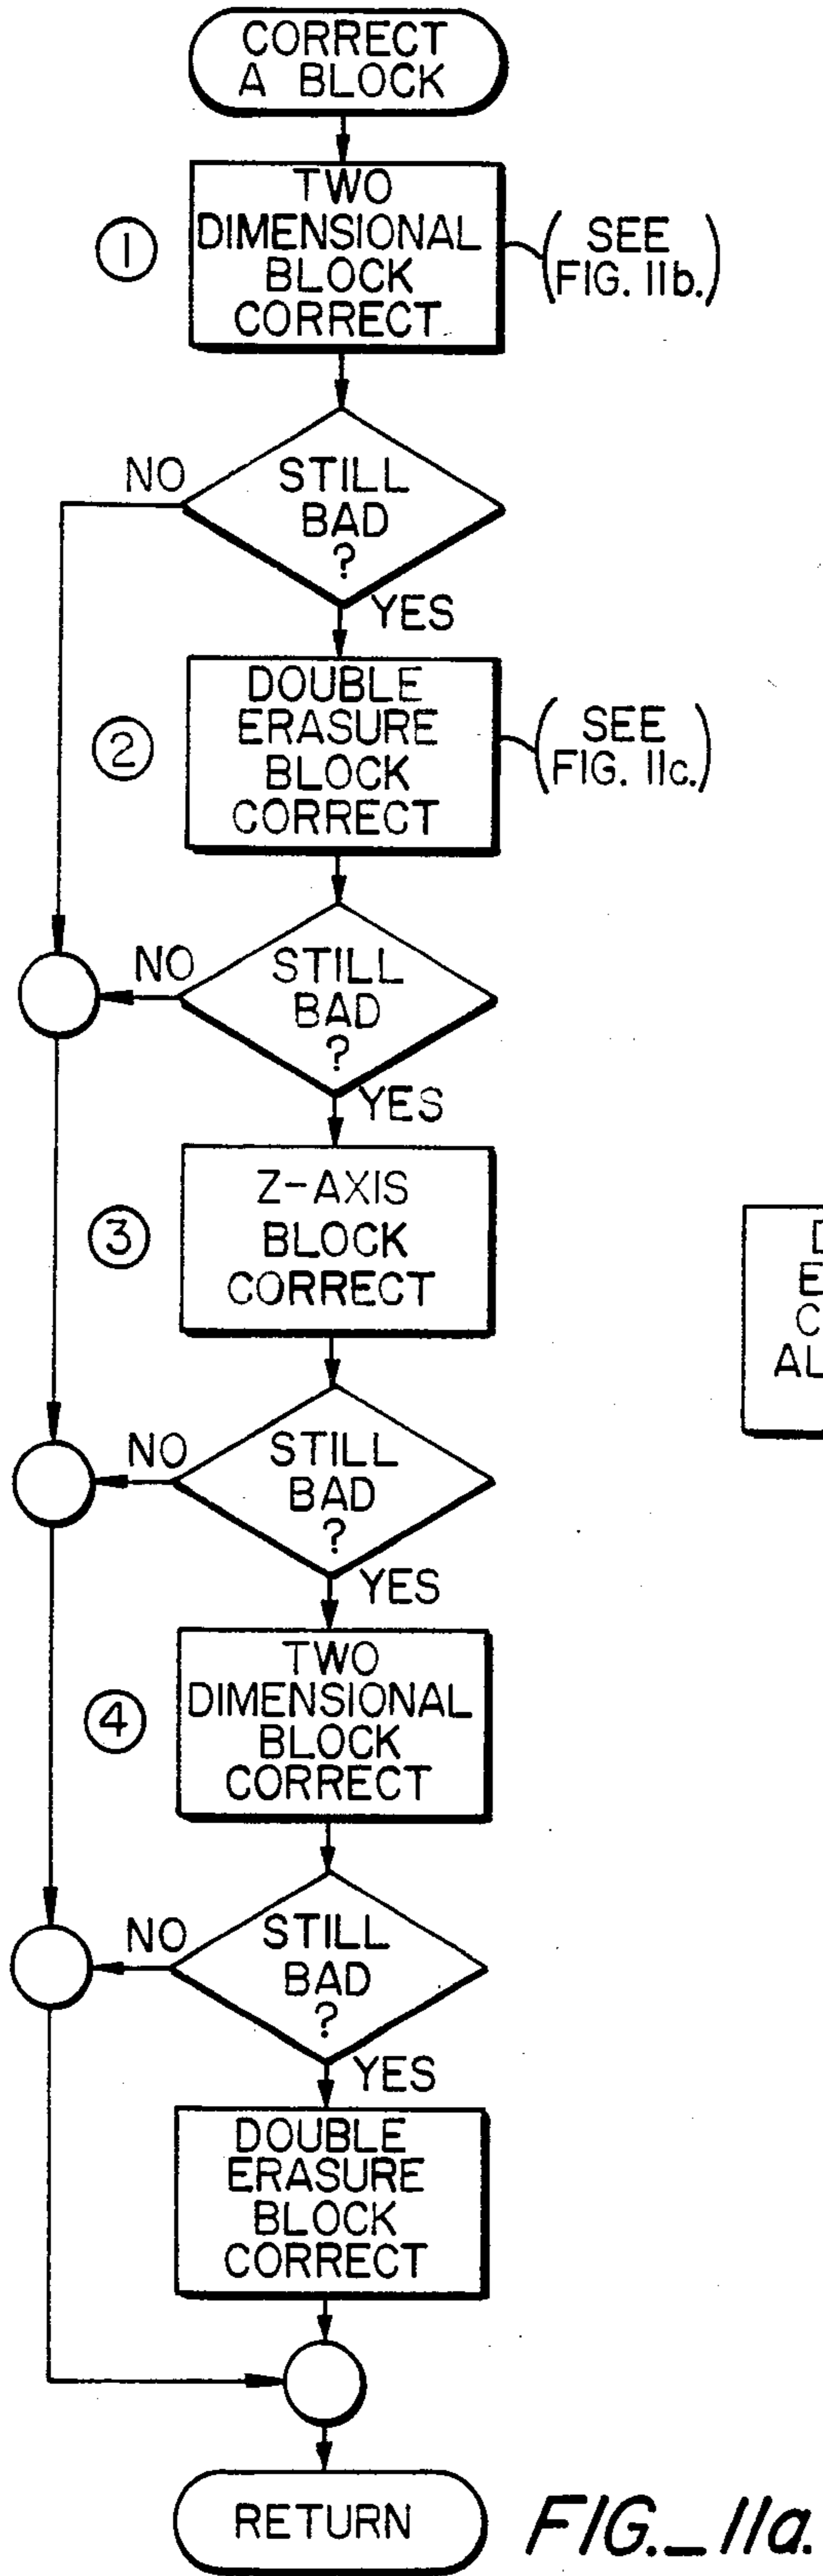 CORRECT
A BLOCK
①
TWO
DIMENSIONAL
BLOCK
CORRECT
(SEE
FIG. 11b.)
NO
STILL
BAD
?
YES
②
DOUBLE
ERASURE
BLOCK
CORRECT
(SEE
FIG. 11c.)
NO
STILL
BAD
?
YES
③
Z-AXIS
BLOCK
CORRECT
E
C
AL
NO
STILL
BAD
?
YES
④
TWO
DIMENSIONAL
BLOCK
CORRECT
NO
STILL
BAD
?
YES
DOUBLE
ERASURE
BLOCK
CORRECT
RETURN
FIG._11a.